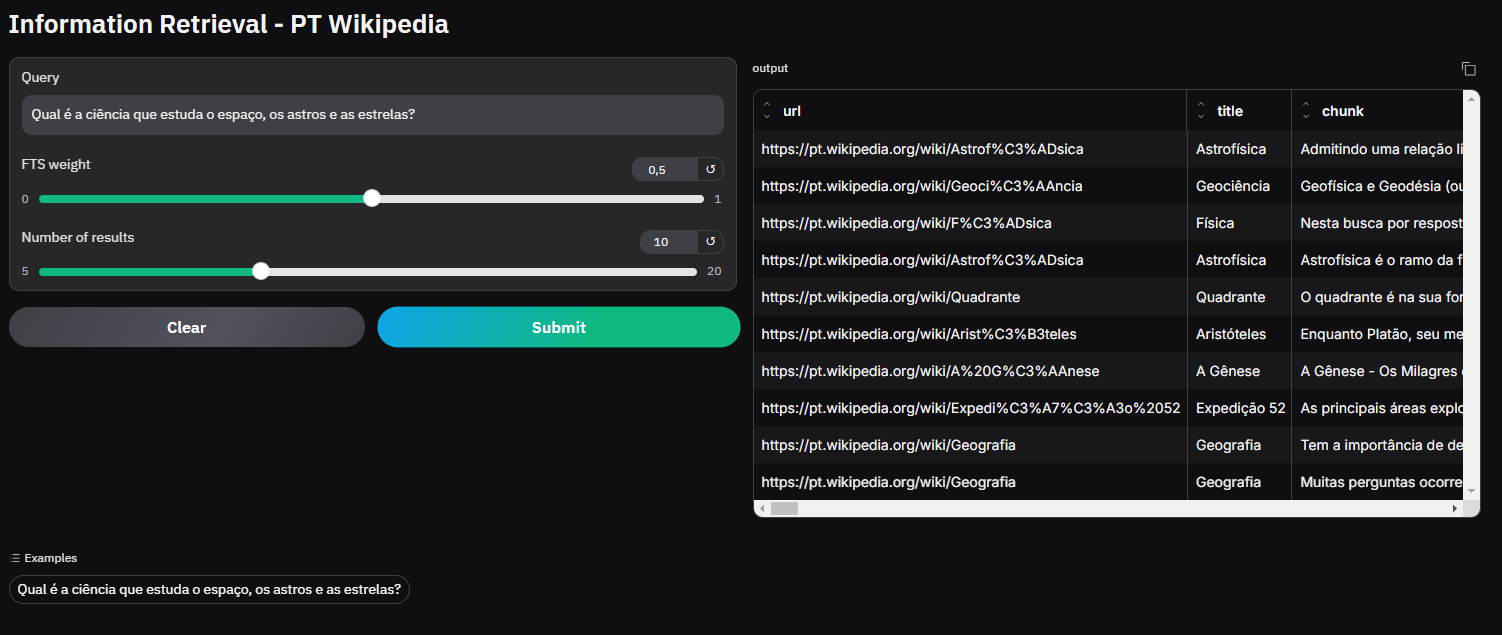 Information Retrieval - PT Wikipedia
Query
Qual é a ciência que estuda o espaço, os astros e as estrelas?
FTS weight
0,5
0
1
Number of results
10
5
20
Clear
Submit
output
url title chunk
https://pt.wikipedia.org/wiki/Astrof%C3%ADsica Astrofísica Admitindo uma relação li
https://pt.wikipedia.org/wiki/Geoci%C3%AAncia Geociência Geofísica e Geodésia (ou
https://pt.wikipedia.org/wiki/F%C3%ADsica Física Nesta busca por respost
https://pt.wikipedia.org/wiki/Astrof%C3%ADsica Astrofísica Astrofísica é o ramo da f
https://pt.wikipedia.org/wiki/Quadrante Quadrante O quadrante é na sua for
https://pt.wikipedia.org/wiki/Arist%C3%B3teles Aristóteles Enquanto Platão, seu me
https://pt.wikipedia.org/wiki/A%20G%C3%AAnese A Gênese A Gênese - Os Milagres
https://pt.wikipedia.org/wiki/Expedi%C3%A7%C3%A3o%2052 Expedição 52 As principais áreas explo
https://pt.wikipedia.org/wiki/Geografia Geografia Tem a importância de de
https://pt.wikipedia.org/wiki/Geografia Geografia Muitas perguntas ocorre
Examples
Qual é a ciência que estuda o espaço, os astros e as estrelas?